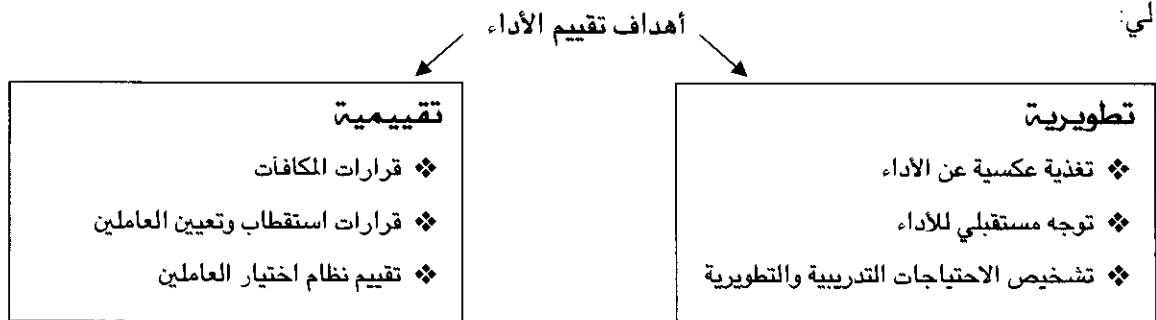 لي:
أهداف تقييم الأداء
تطويرية
❖ تغذية عكسية عن الأداء
❖ توجه مستقبلي للأداء
❖ تشخيص الاحتياجات التدريبية والتطويرية
تقييمية
❖ قرارات المكافآت
❖ قرارات استقطاب وتعيين العاملين
❖ تقييم نظام اختيار العاملين